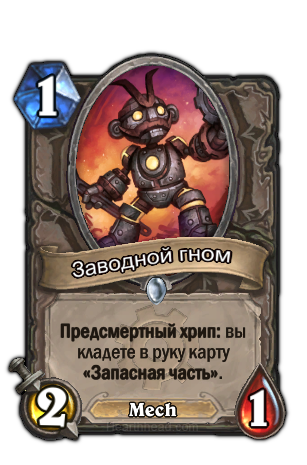 1
Заводной гном
Предсмертный хрип: вы
кладете в руку карту
«Запасная часть».
2
Mech
1